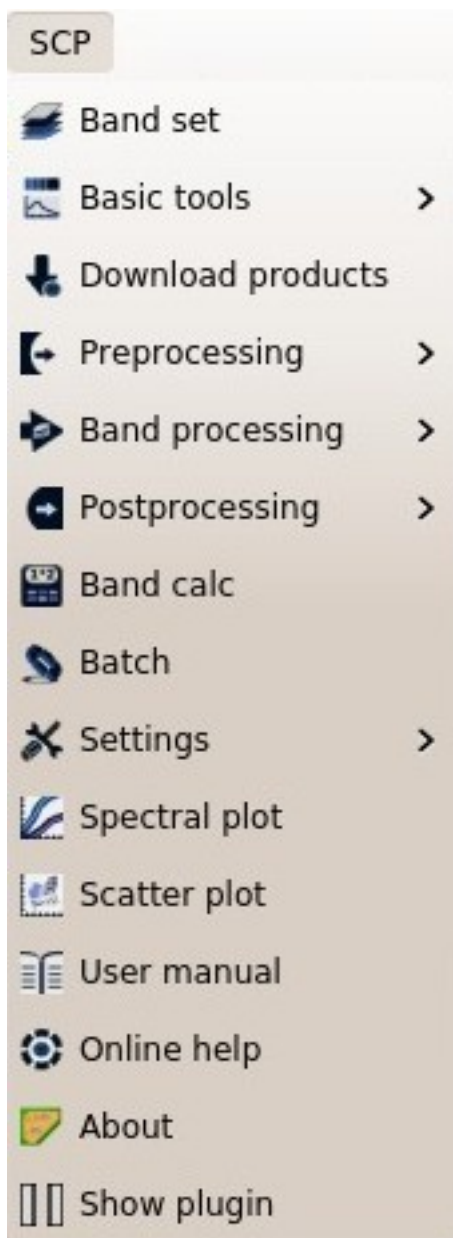 SCP
Band set
Basic tools
Download products
Preprocessing
Band processing
Postprocessing
Band calc
Batch
Settings
Spectral plot
Scatter plot
User manual
Online help
About
Show plugin